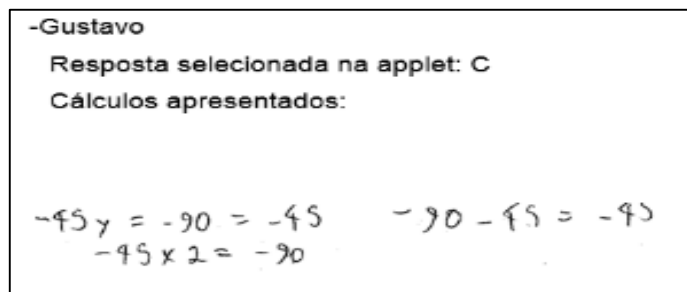 -Gustavo
Resposta selecionada na applet: C
Cálculos apresentados:
-45y = -90 = -45 -90 - 45 = -45
-45 x 2 = -90